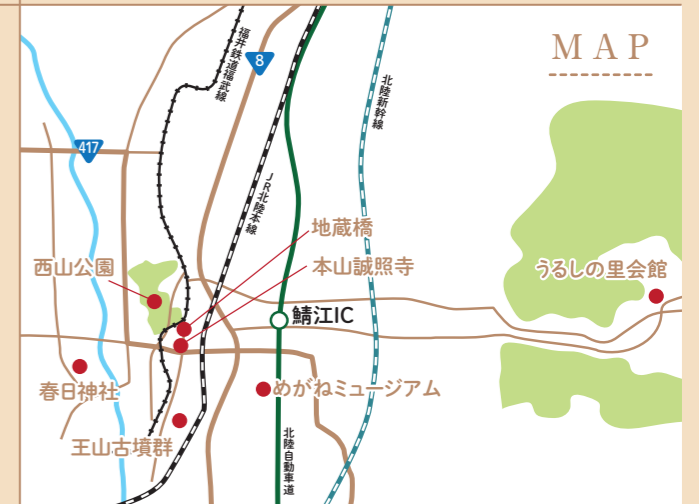 MAP
福井鉄道福武線
8
北陸新幹線
417
JR北陸本線
地蔵橋
西山公園
本山誠照寺
うるしの里会館
鯖江IC
春日神社
めがねミュージアム
王山古墳群
北陸自動車道